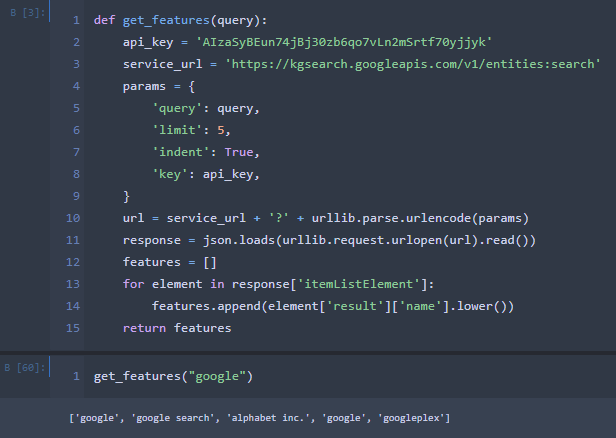 B [3]:
1 def get_features(query):
2     api_key = 'AIzaSyBEun74jBj30zb6qo7vLn2mSrtf70yjjyk'
3     service_url = 'https://kgsearch.googleapis.com/v1/entities:search'
4     params = {
5         'query': query,
6         'limit': 5,
7         'indent': True,
8         'key': api_key,
9     }
10     url = service_url + '?' + urllib.parse.urlencode(params)
11     response = json.loads(urllib.request.urlopen(url).read())
12     features = []
13     for element in response['itemListElement']:
14         features.append(element['result']['name'].lower())
15     return features
B [60]:
1 get_features("google")
['google', 'google search', 'alphabet inc.', 'google', 'googleplex']